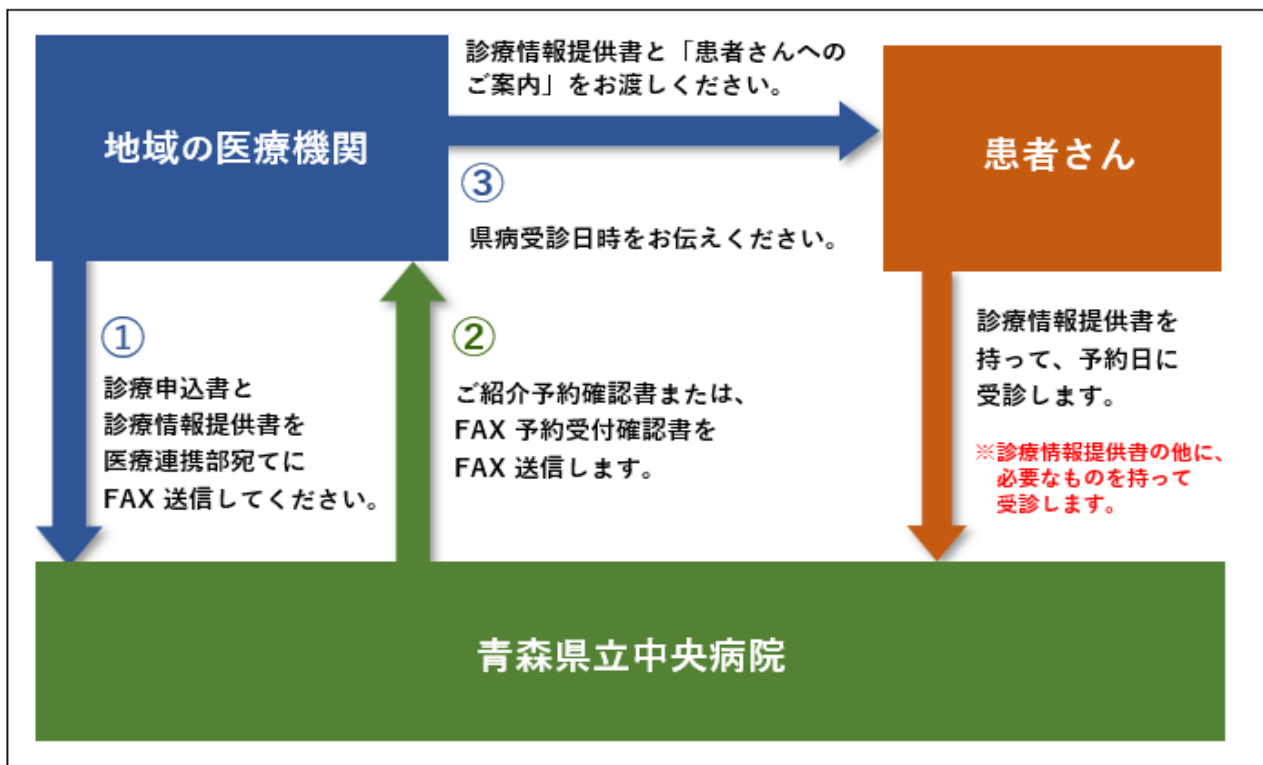 地域の医療機関
診療情報提供書と「患者さんへの
ご案内」をお渡しください。
③
県病受診日時をお伝えください。
患者さん
①
診療申込書と
診療情報提供書を
医療連携部宛てに
FAX 送信してください。
②
ご紹介予約確認書または、
FAX 予約受付確認書を
FAX 送信します。
診療情報提供書を
持って、予約日に
受診します。
※診療情報提供書の他に、
必要なものを持って
受診します。
青森県立中央病院